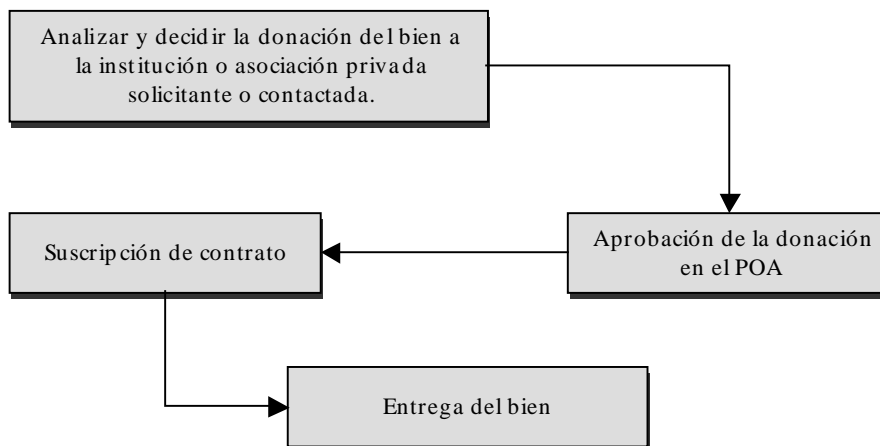 Analizar y decidir la donación del bien a
la institución o asociación privada
solicitante o contactada.
Aprobación de la donación
en el POA
Suscripción de contrato
Entrega del bien